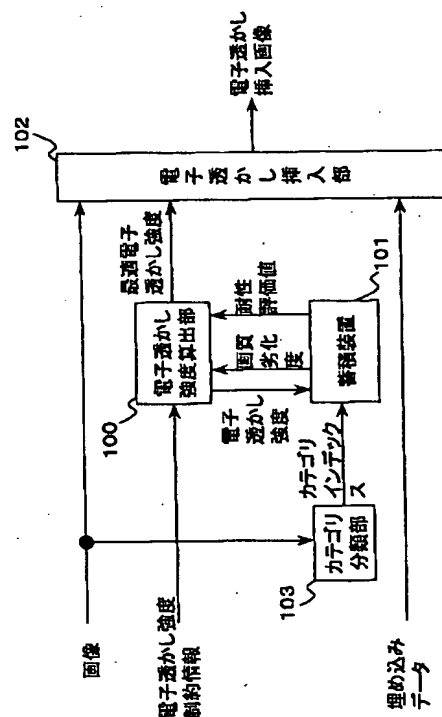 画像
電子透かし強度
制約情報
埋め込み
データ
100
電子透かし
強度算出部
最適電子
透かし強度
電子
透かし
強度
画質
劣化
度
耐性
評価値
103
カテゴリ
分類部
カテゴリ
インデック
ス
101
蓄積装置
102
電子透かし挿入部
電子透かし
挿入画像